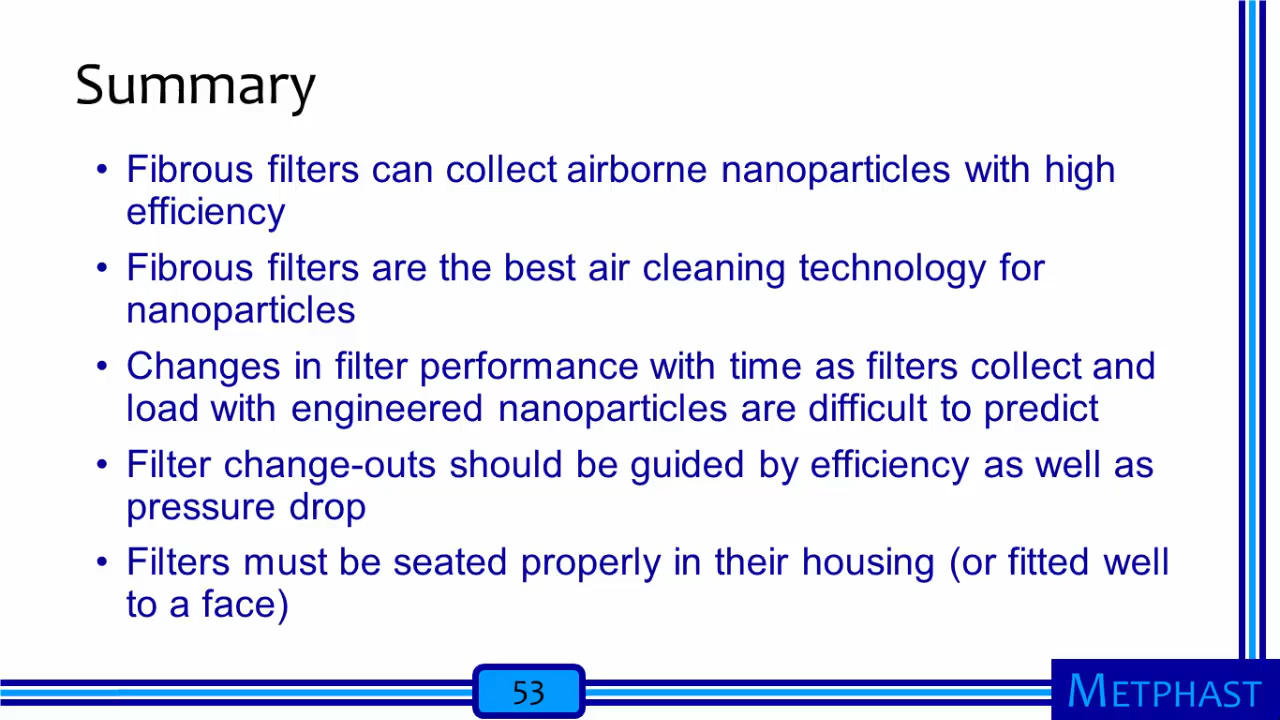 Summary
• Fibrous filters can collect airborne nanoparticles with high
efficiency
• Fibrous filters are the best air cleaning technology for
nanoparticles
• Changes in filter performance with time as filters collect and
load with engineered nanoparticles are difficult to predict
• Filter change-outs should be guided by efficiency as well as
pressure drop
• Filters must be seated properly in their housing (or fitted well
to a face)
53
METPHAST